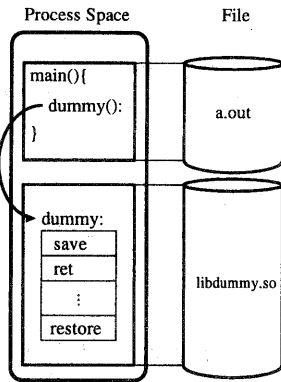 Process Space
File
main(){
dummy():
}
a.out
dummy:
save
ret
⋮
restore
libdummy.so